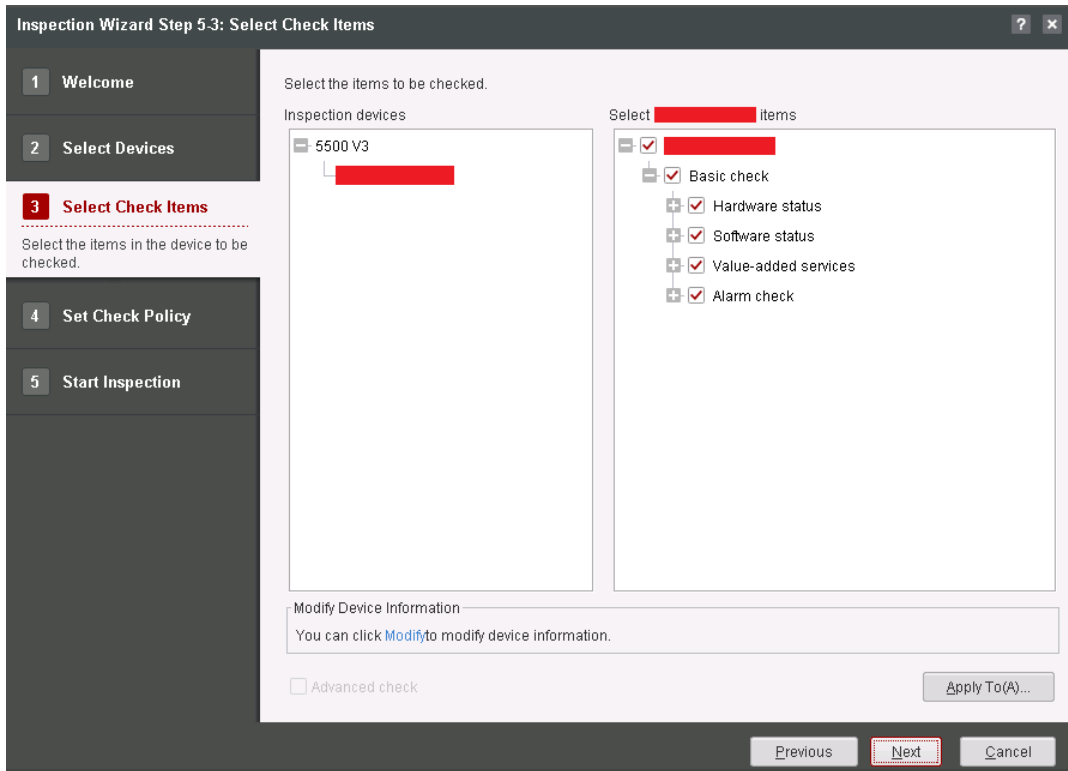 Inspection Wizard Step 5-3: Select Check Items
? ×
1 Welcome
2 Select Devices
3 Select Check Items
Select the items in the device to be
checked.
4 Set Check Policy
5 Start Inspection
Select the items to be checked.
Inspection devices
5500 V3
Select items
Basic check
Hardware status
Software status
Value-added services
Alarm check
Modify Device Information
You can click Modifyto modify device information.
Advanced check
Apply To(A)...
Previous
Next
Cancel